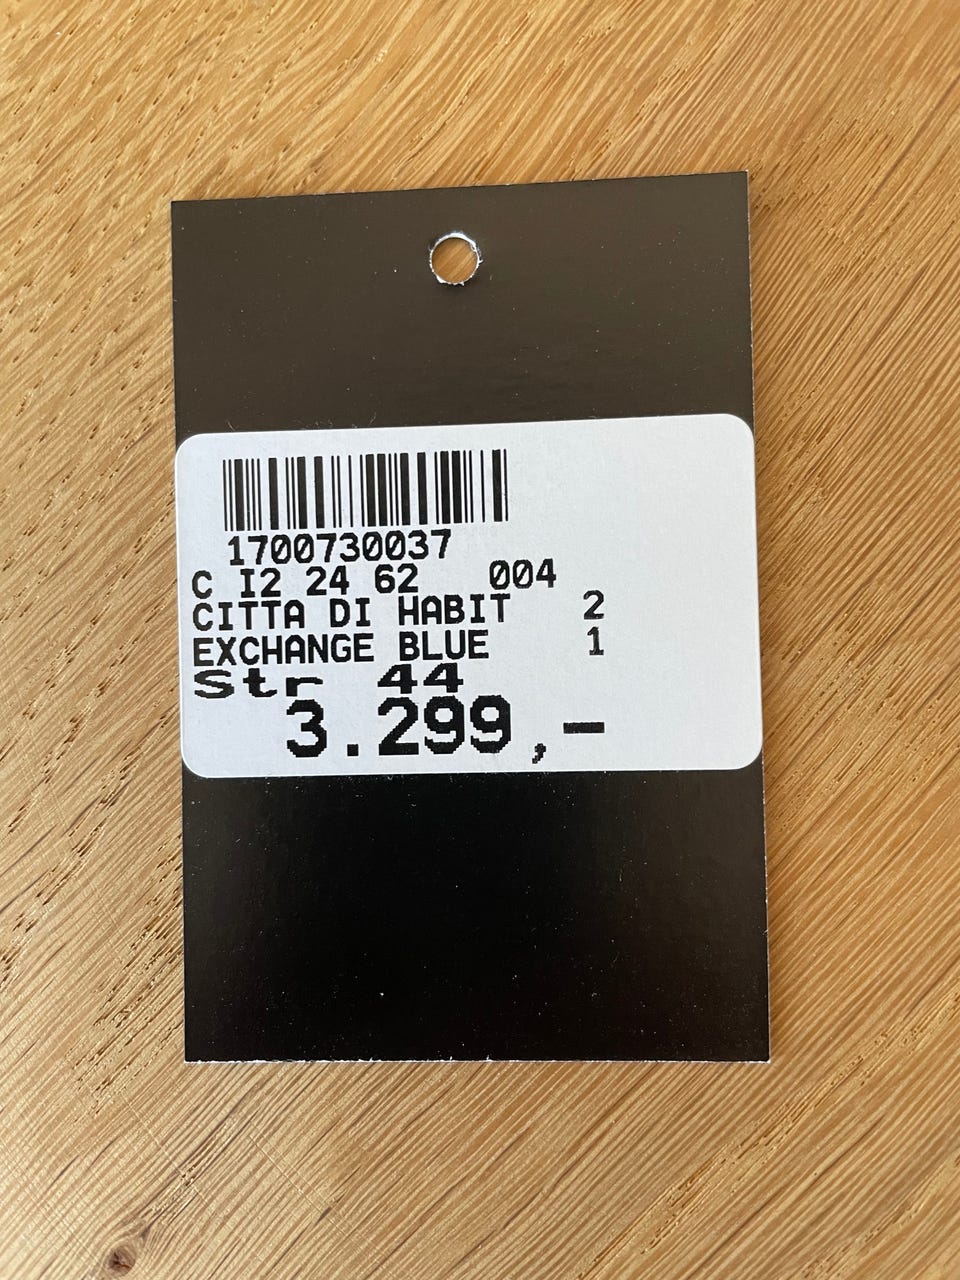 1700730037
C I2 24 62 004
CITTA DI HABIT 2
EXCHANGE BLUE 1
Str 44
3.299,-